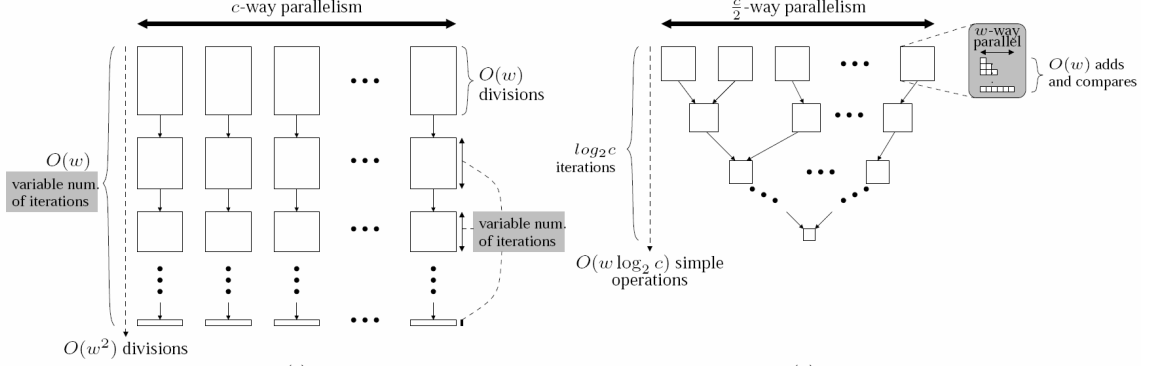 c-way parallelism
O(w)
divisions
O(w)
variable num.
of iterations
variable num.
of iterations
O(w²) divisions
c/2-way parallelism
w-way
parallel
O(w) adds
and compares
log₂c
iterations
O(w log₂ c) simple
operations